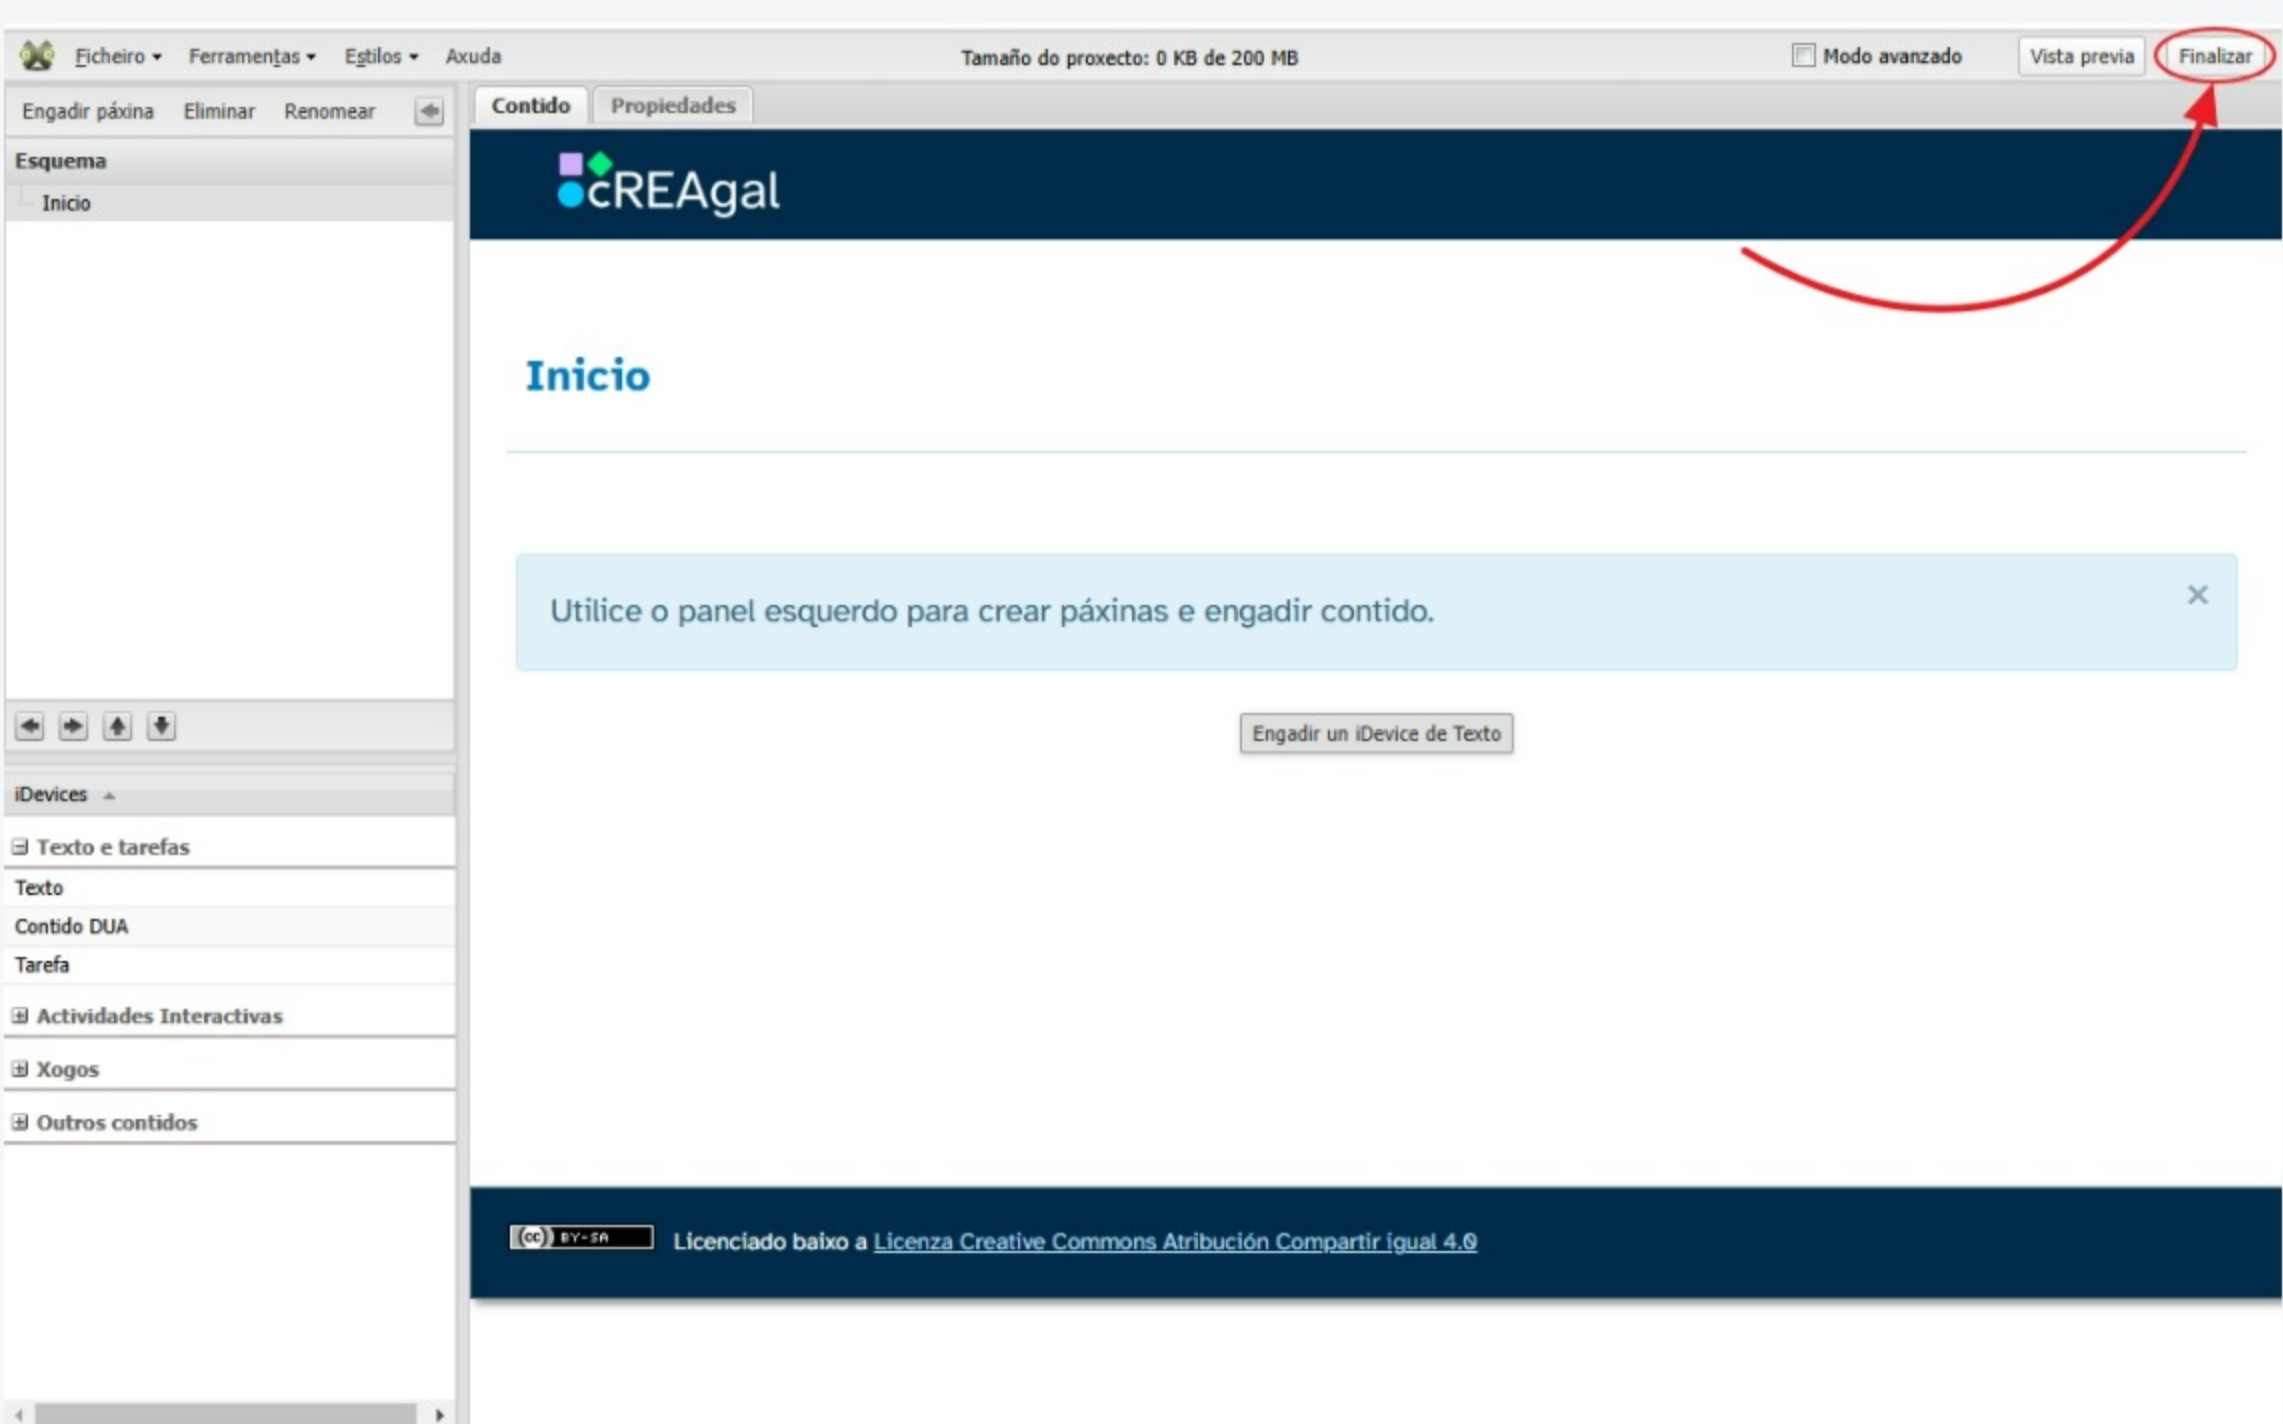 Ficheiro Ferramentas Estilos Axuda Tamaño do proxecto: 0 KB de 200 MB Modo avanzado Vista previa Finalizar
Engadir páxina Eliminar Renomear
Contido Propiedades
Esquema
Inicio
cREAgal
Inicio
Utilice o panel esquerdo para crear páxinas e engadir contido.
Engadir un iDevice de Texto
iDevices
Texto e tarefas
Texto
Contido DUA
Tarefa
Actividades Interactivas
Xogos
Outros contidos
(cc) BY-SA Licenciado baixo a Licenza Creative Commons Atribución Compartir igual 4.0